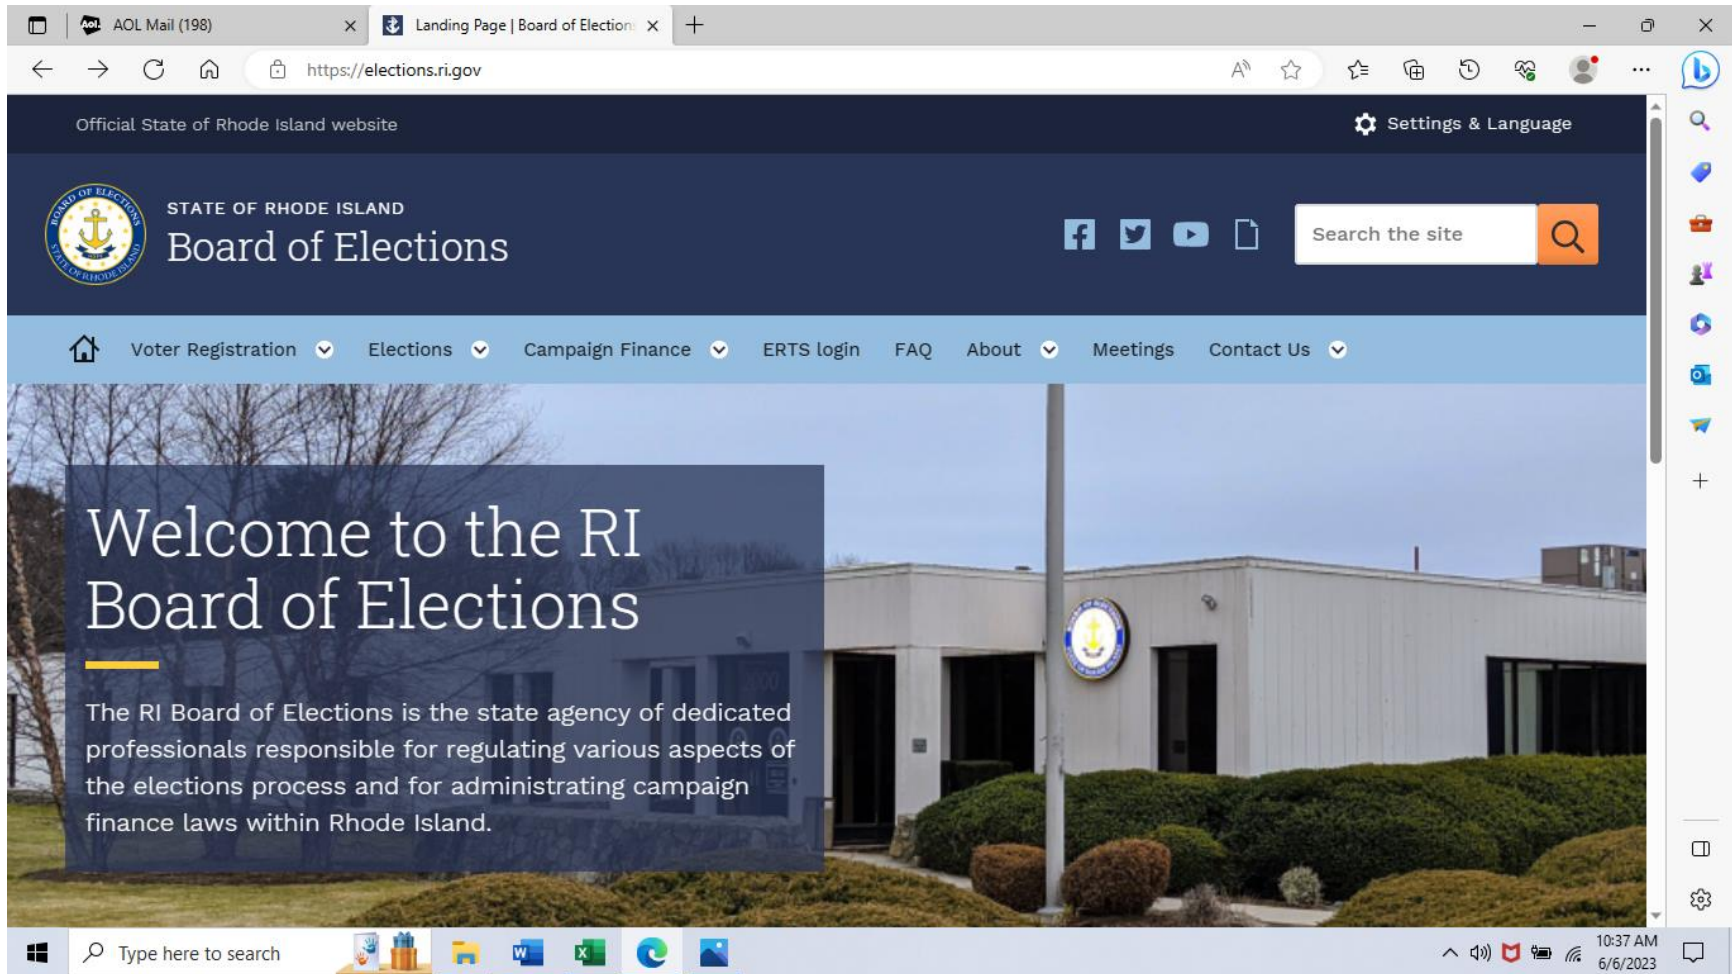 AOL Mail (198)
Landing Page | Board of Election
https://elections.ri.gov
Official State of Rhode Island website
Settings & Language
STATE OF RHODE ISLAND
Board of Elections
Search the site
Voter Registration
Elections
Campaign Finance
ERTS login
FAQ
About
Meetings
Contact Us
Welcome to the RI
Board of Elections
The RI Board of Elections is the state agency of dedicated
professionals responsible for regulating various aspects of
the elections process and for administrating campaign
finance laws within Rhode Island.
Type here to search
10:37 AM
6/6/2023